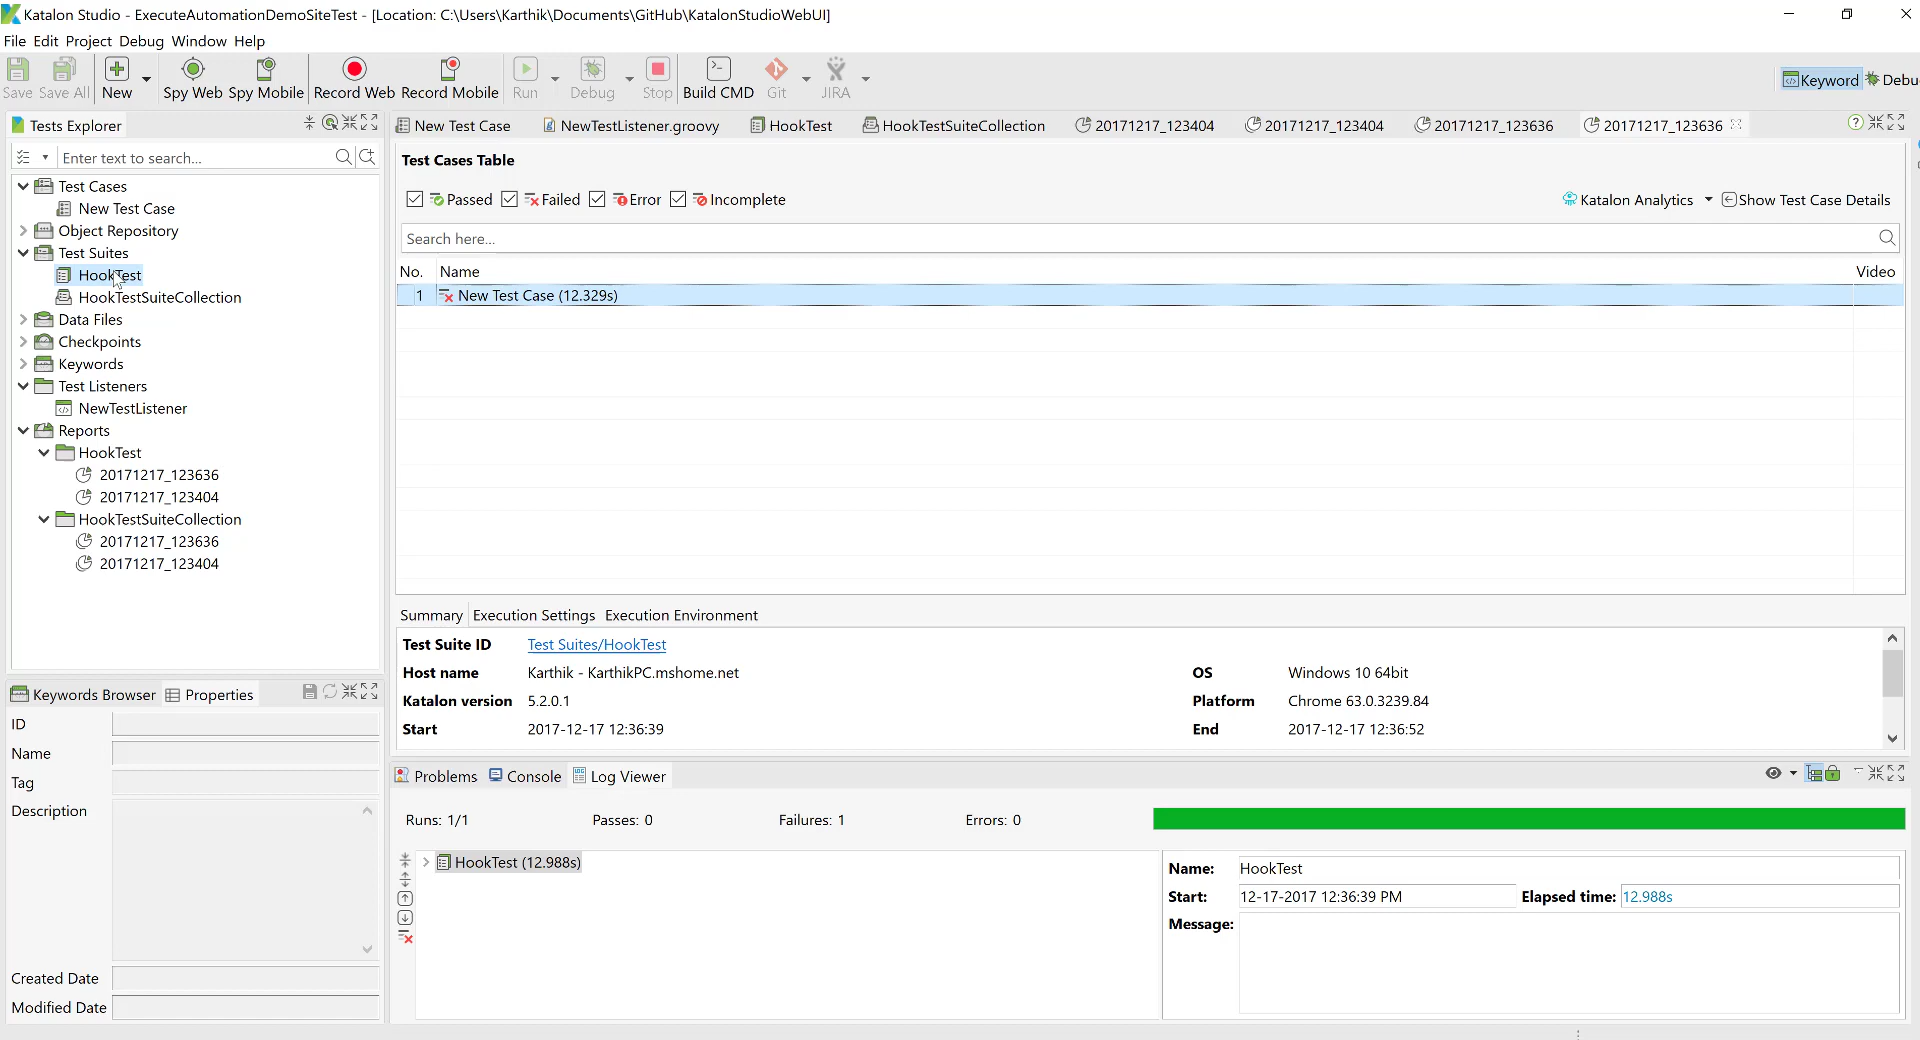 Katalon Studio - ExecuteAutomationDemoSiteTest - [Location: C:\Users\Karthik\Documents\GitHub\KatalonStudioWebUI]
File Edit Project Debug Window Help
Save Save All New Spy Web Spy Mobile Record Web Record Mobile Run Debug Stop Build CMD Git JIRA Keyword Debu
Tests Explorer
Enter text to search...
Test Cases
New Test Case
Object Repository
Test Suites
HookTest
HookTestSuiteCollection
Data Files
Checkpoints
Keywords
Test Listeners
NewTestListener
Reports
HookTest
20171217_123636
20171217_123404
HookTestSuiteCollection
20171217_123636
20171217_123404
Keywords Browser Properties
ID
Name
Tag
Description
Created Date
Modified Date
New Test Case NewTestListener.groovy HookTest HookTestSuiteCollection 20171217_123404 20171217_123404 20171217_123636 20171217_123636
Test Cases Table
Passed Failed Error Incomplete Katalon Analytics Show Test Case Details
Search here...
No. Name Video
1 New Test Case (12.329s)
Summary Execution Settings Execution Environment
Test Suite ID Test Suites/HookTest
Host name Karthik - KarthikPC.mshome.net OS Windows 10 64bit
Katalon version 5.2.0.1 Platform Chrome 63.0.3239.84
Start 2017-12-17 12:36:39 End 2017-12-17 12:36:52
Problems Console Log Viewer
Runs: 1/1 Passes: 0 Failures: 1 Errors: 0
HookTest (12.988s)
Name: HookTest
Start: 12-17-2017 12:36:39 PM Elapsed time: 12.988s
Message: